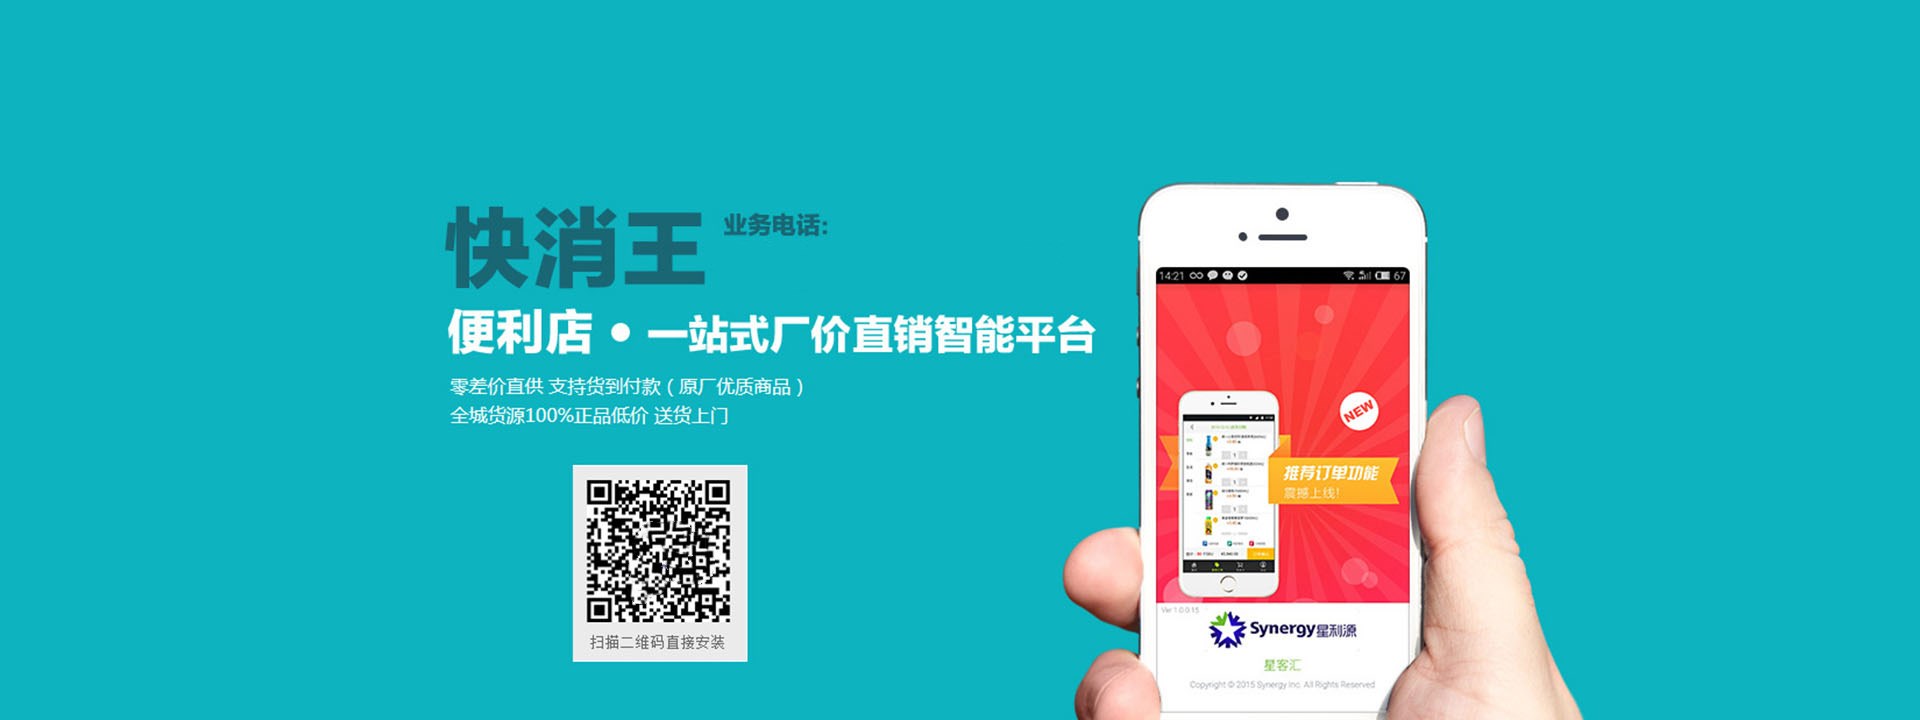 快消王 业务电话:
便利店 • 一站式厂价直销智能平台
零差价直供 支持货到付款 ( 原厂优质商品 )
全城货源100%正品低价 送货上门
扫描二维码直接安装
14:21
67
NEW
推荐订单功能
震撼上线!
Ver 1.0.0.15
Synergy星利源
星客汇
Copyright © 2015 Synergy Inc. All Rights Reserved